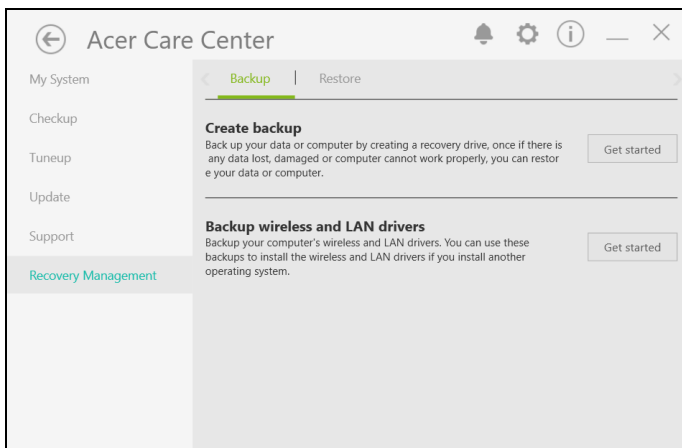 Acer Care Center
My System
Checkup
Tuneup
Update
Support
Recovery Management
Backup
Restore
Create backup
Back up your data or computer by creating a recovery drive, once if there is
any data lost, damaged or computer cannot work properly, you can restor
e your data or computer.
Get started
Backup wireless and LAN drivers
Backup your computer's wireless and LAN drivers. You can use these
backups to install the wireless and LAN drivers if you install another
operating system.
Get started